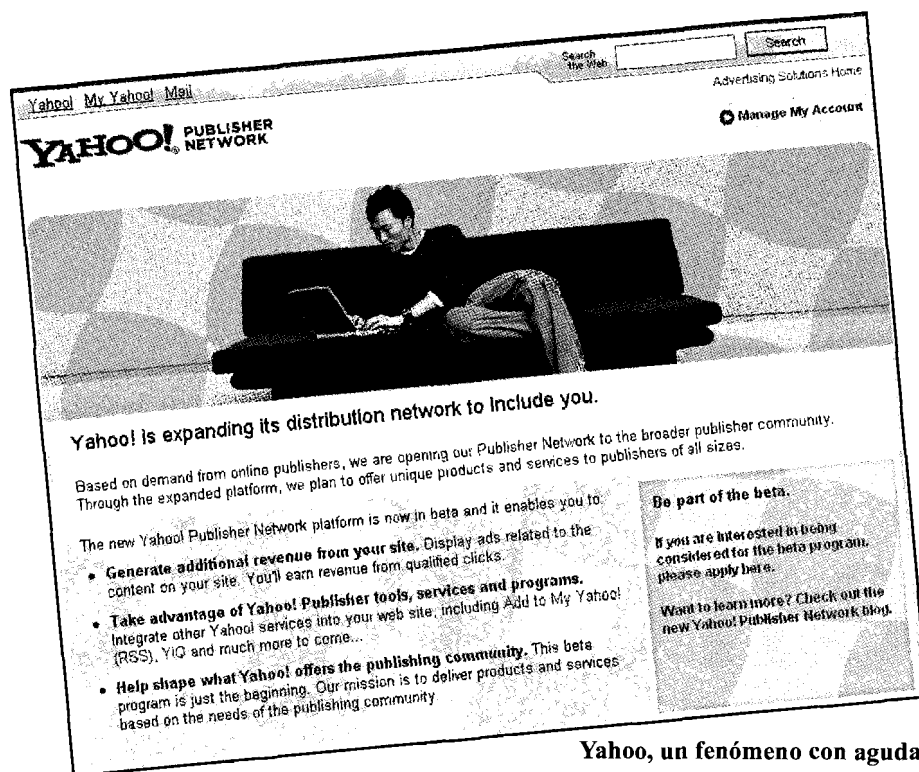 Yahoo! My Yahoo! Mail
Search the Web
Search
Advertising Solutions Home
YAHOO! PUBLISHER NETWORK
Manage My Account
Yahoo! is expanding its distribution network to include you.
Based on demand from online publishers, we are opening our Publisher Network to the broader publisher community.
Through the expanded platform, we plan to offer unique products and services to publishers of all sizes.
The new Yahoo! Publisher Network platform is now in beta and it enables you to:
• Generate additional revenue from your site. Display ads related to the
content on your site. You'll earn revenue from qualified clicks.
• Take advantage of Yahoo! Publisher tools, services and programs.
Integrate other Yahoo! services into your web site, including Add to My Yahoo!
(RSS), Y!Q and much more to come...
• Help shape what Yahoo! offers the publishing community. This beta
program is just the beginning. Our mission is to deliver products and services
based on the needs of the publishing community
Be part of the beta.
If you are interested in being
considered for the beta program,
please apply here.
Want to learn more? Check out the
new Yahoo! Publisher Network blog.
Yahoo, un fenómeno con aguda